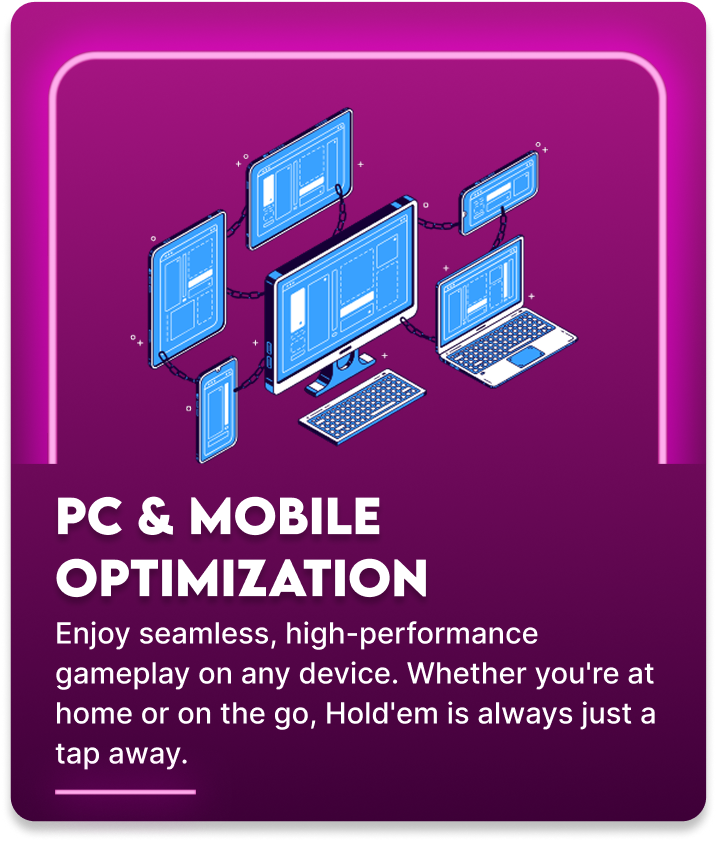 PC & MOBILE
OPTIMIZATION
Enjoy seamless, high-performance
gameplay on any device. Whether you're at
home or on the go, Hold'em is always just a
tap away.